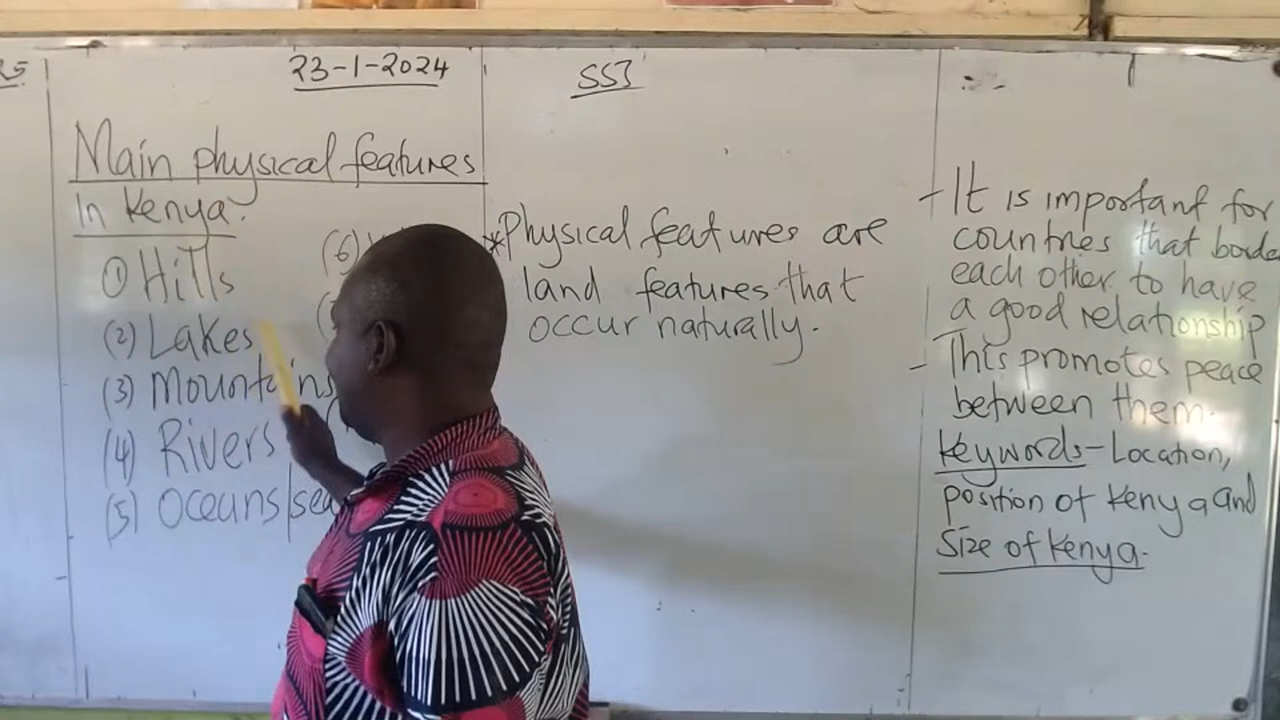 23-1-2024
Main physical features
In Kenya.
① Hills
(2) Lakes
(3) Mountains
(4) Rivers
(5) Oceans/sea
(6)
*Physical features are
land features that
occur naturally.
- It is important for
countries that borde
each other to have
a good relationship
- This promotes peace
between them.
Keywords - Location,
position of Kenya and
Size of Kenya.